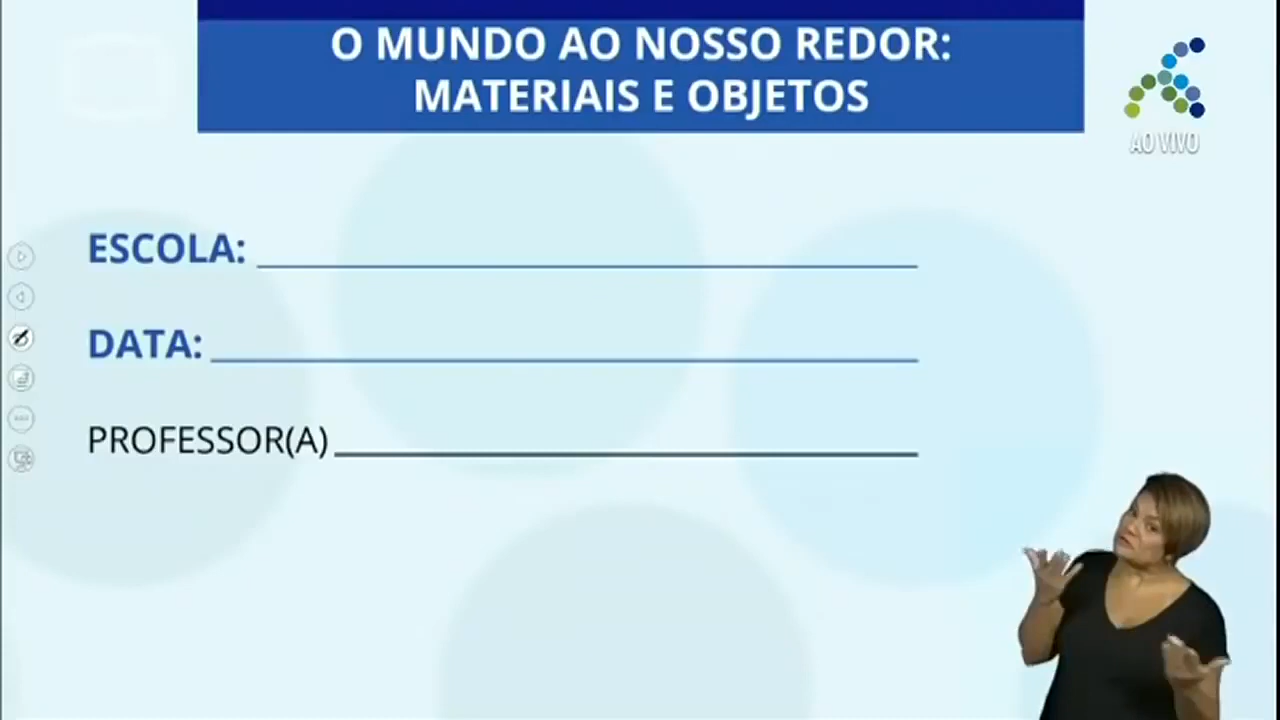 O MUNDO AO NOSSO REDOR:
MATERIAIS E OBJETOS
AO VIVO
ESCOLA:
DATA:
PROFESSOR(A)